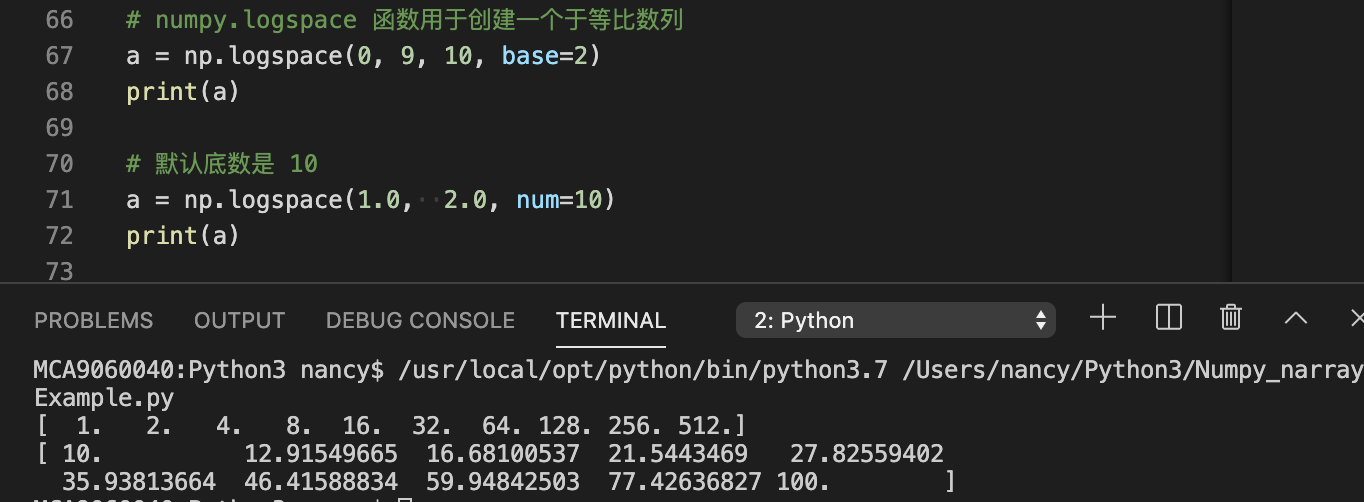 66 # numpy.logspace 函数用于创建一个于等比数列
67 a = np.logspace(0, 9, 10, base=2)
68 print(a)
69
70 # 默认底数是 10
71 a = np.logspace(1.0,  2.0, num=10)
72 print(a)
73
PROBLEMS OUTPUT DEBUG CONSOLE TERMINAL 2: Python
MCA9060040:Python3 nancy$ /usr/local/opt/python/bin/python3.7 /Users/nancy/Python3/Numpy_narray
Example.py
[  1.   2.   4.   8.  16.  32.  64. 128. 256. 512.]
[ 10.          12.91549665  16.68100537  21.5443469   27.82559402
  35.93813664  46.41588834  59.94842503  77.42636827 100.        ]